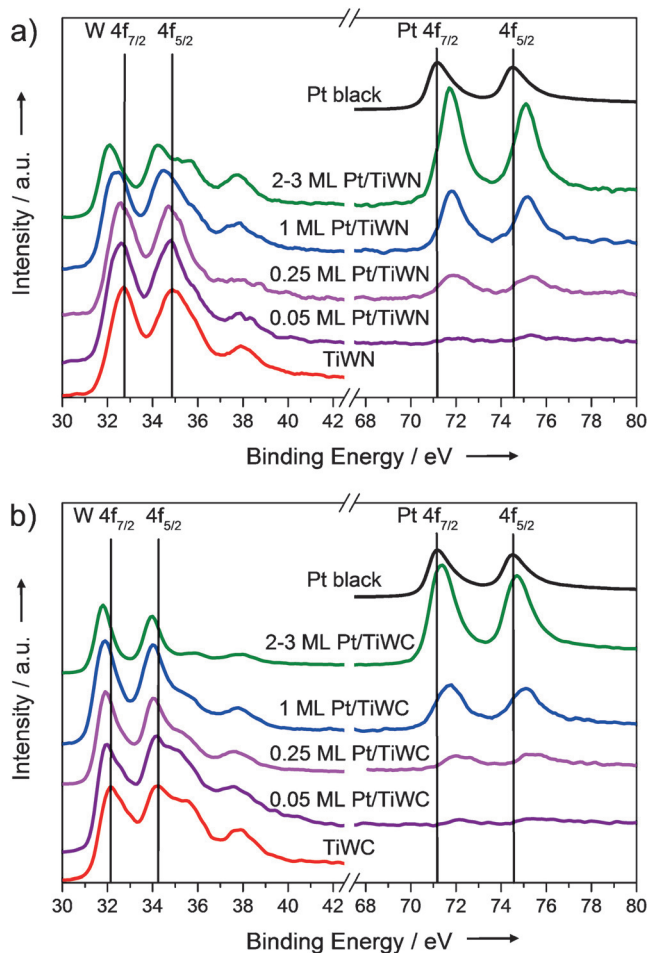 a)
W 4f7/2 4f5/2 Pt 4f7/2 4f5/2
Pt black
2-3 ML Pt/TiWN
1 ML Pt/TiWN
0.25 ML Pt/TiWN
0.05 ML Pt/TiWN
TiWN
Intensity / a.u.
30 32 34 36 38 40 42 68 70 72 74 76 78 80
Binding Energy / eV
b)
W 4f7/2 4f5/2 Pt 4f7/2 4f5/2
Pt black
2-3 ML Pt/TiWC
1 ML Pt/TiWC
0.25 ML Pt/TiWC
0.05 ML Pt/TiWC
TiWC
Intensity / a.u.
30 32 34 36 38 40 42 68 70 72 74 76 78 80
Binding Energy / eV